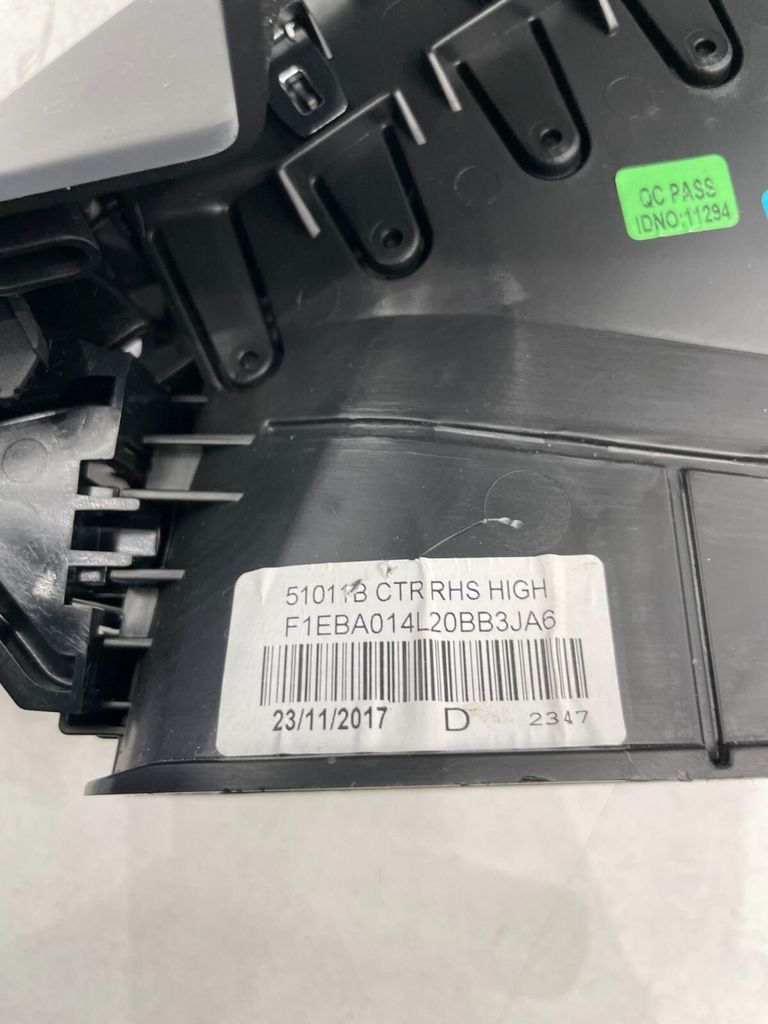 QC PASS
IDNO:11294
51011B CTR RHS HIGH
F1EBA014L20BB3JA6
23/11/2017 D 2347